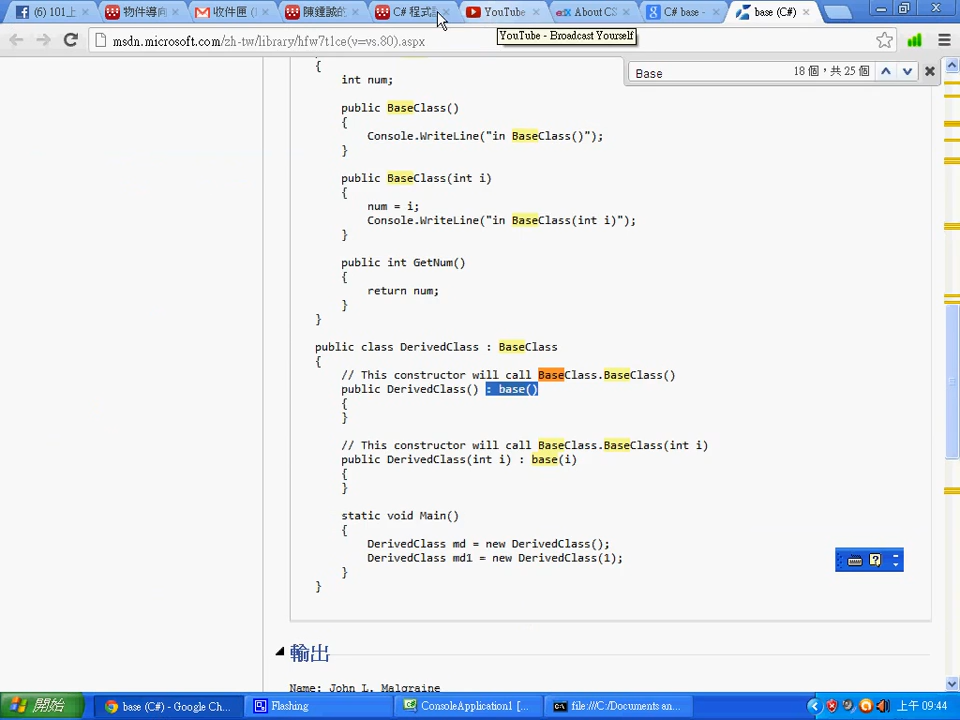 (6) 101上
物件導向
收件匣 (
陳鍾誠的
C# 程式
YouTube
About CS
C# base -
base (C#)
msdn.microsoft.org/zh-tw/library/hfw7t1ce(v=vs.80).aspx
YouTube - Broadcast Yourself
Base
18 個，共 25 個
{
int num;
public BaseClass()
{
Console.WriteLine("in BaseClass()");
}
public BaseClass(int i)
{
num = i;
Console.WriteLine("in BaseClass(int i)");
}
public int GetNum()
{
return num;
}
}
public class DerivedClass : BaseClass
{
// This constructor will call BaseClass.BaseClass()
public DerivedClass() : base()
{
}
// This constructor will call BaseClass.BaseClass(int i)
public DerivedClass(int i) : base(i)
{
}
static void Main()
{
DerivedClass md = new DerivedClass();
DerivedClass md1 = new DerivedClass(1);
}
}
輸出
Name: John L. Malgraine
開始
base (C#) - Google Ch...
Flashing
ConsoleApplication1 [...
file:///C:/Documents an...
上午 09:44